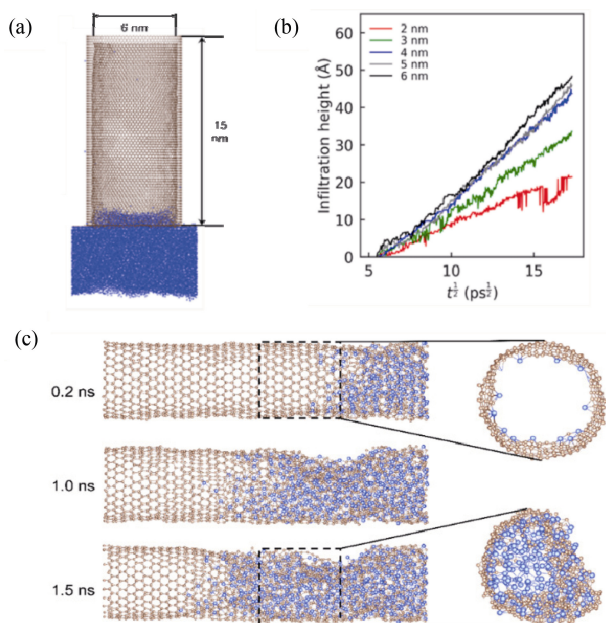 (a)
6 nm
15
nm
(b)
2 nm
3 nm
4 nm
5 nm
6 nm
Infiltration height (Å)
60
50
40
30
20
10
0
5
10
15
t^{1/2} (ps^{1/2})
(c)
0.2 ns
1.0 ns
1.5 ns